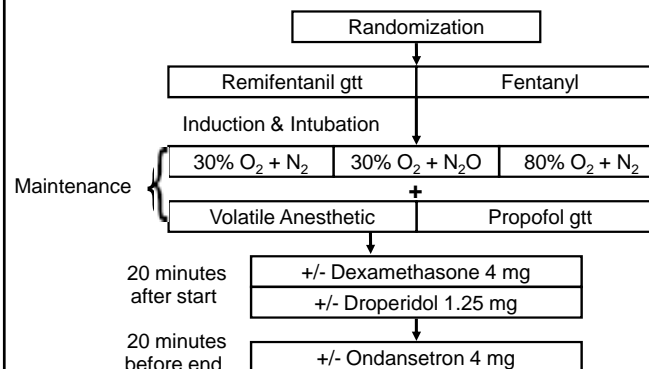 Randomization
Remifentanil gtt Fentanyl
Induction & Intubation
30% O₂ + N₂ 30% O₂ + N₂O 80% O₂ + N₂
Maintenance
+
Volatile Anesthetic Propofol gtt
20 minutes
after start
+/- Dexamethasone 4 mg
+/- Droperidol 1.25 mg
20 minutes
before end
+/- Ondansetron 4 mg